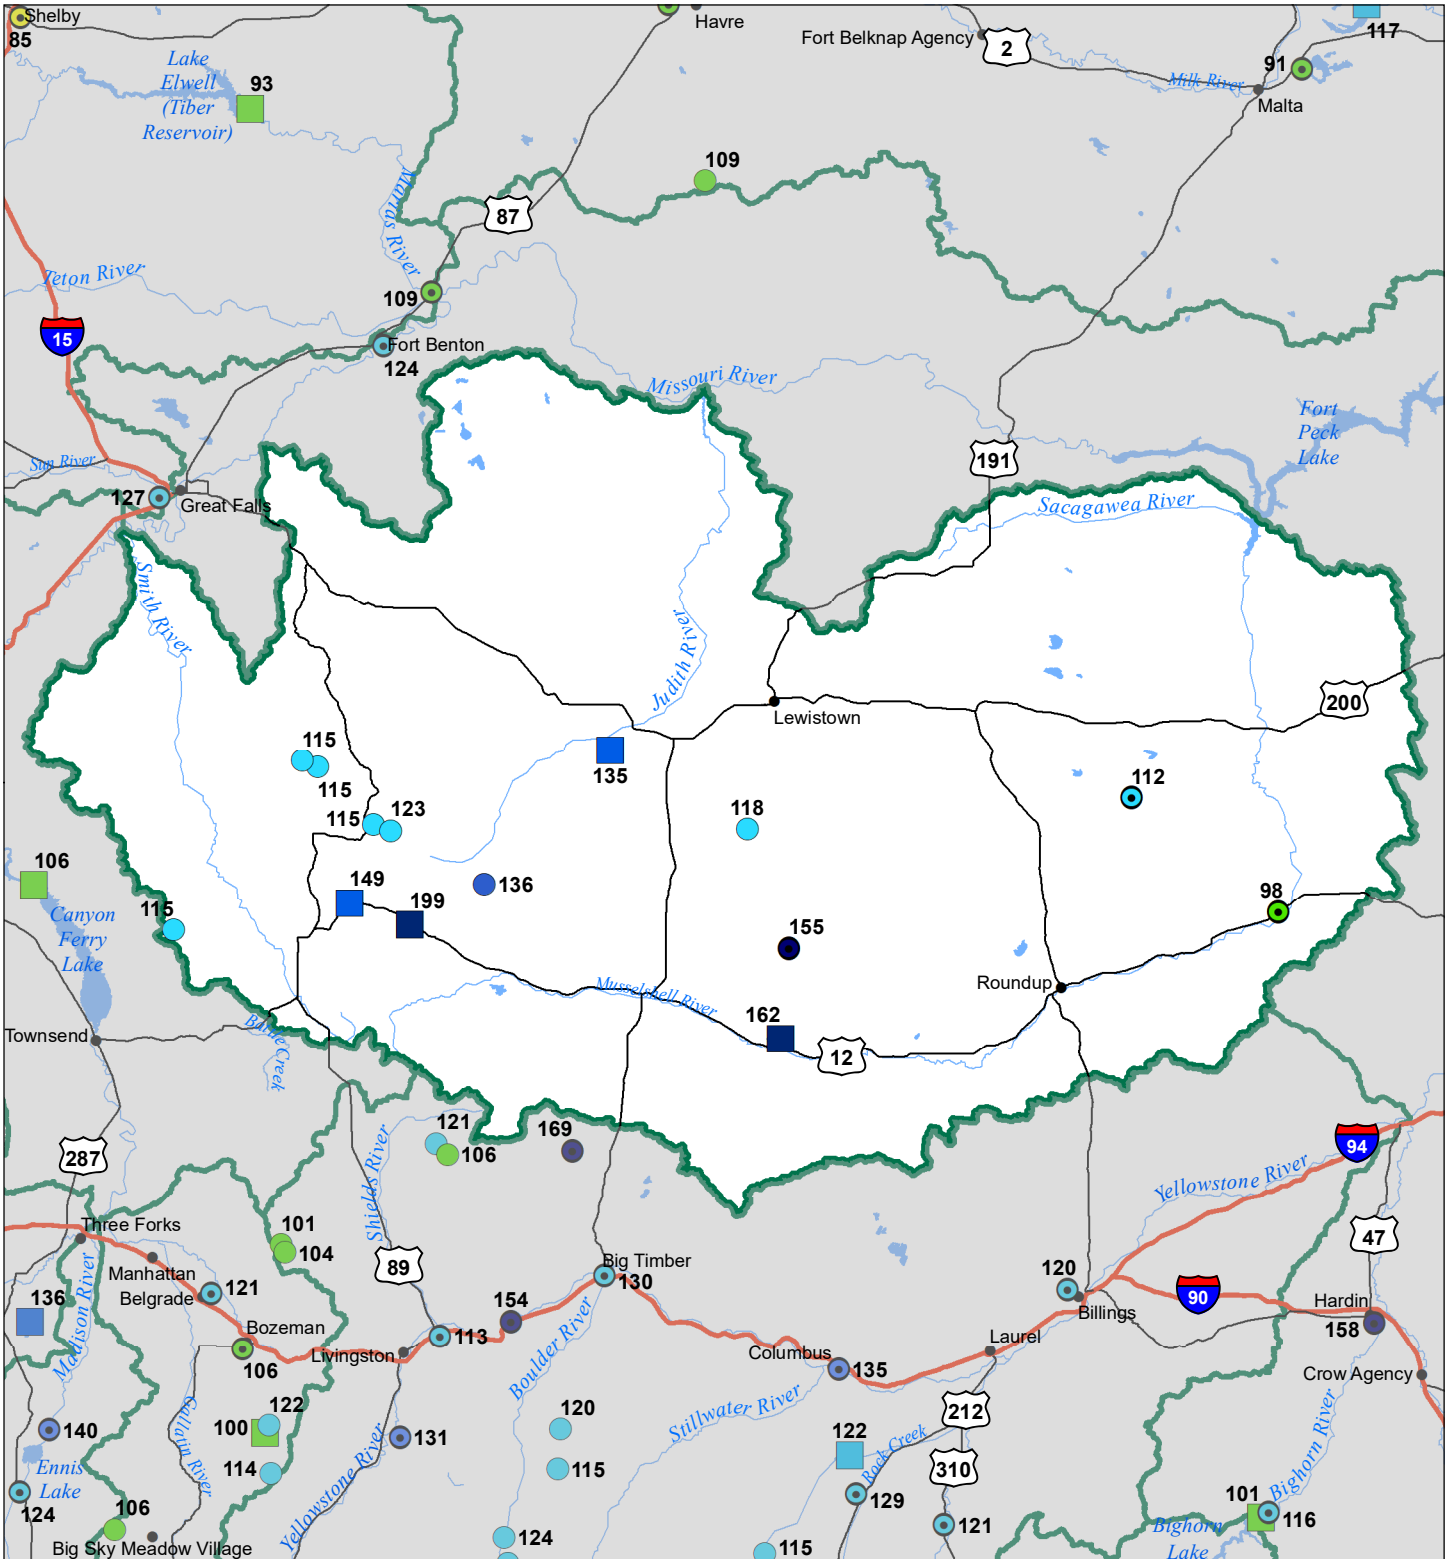 Shelby
85
Havre
Fort Belknap Agency
2
117
Lake
Elwell
(Tiber
Reservoir)
93
91
Milk River
Malta
109
Marias River
87
Teton River
109
15
Fort Benton
124
Missouri River
Fort
Peck
Lake
191
Sun River
127
Great Falls
Sacagawea River
Smith River
Judith River
Lewistown
200
115
115
135
112
115
123
118
106
149
136
199
98
115
Canyon
Ferry
Lake
155
Roundup
Musselshell River
162
12
Townsend
Battle Creek
121
106
169
287
94
Shields River
Yellowstone River
Three Forks
101
104
47
Manhattan
Belgrade
121
89
Big Timber
130
120
90
Billings
Hardin
158
136
Madison River
154
Bozeman
106
Livingston
113
Boulder River
Laurel
Columbus
135
Crow Agency
140
122
100
Gallatin River
131
120
Stillwater River
212
122
Rock Creek
310
Ennis
Lake
124
114
115
129
Yellowstone River
Bighorn River
101
116
106
Big Sky Meadow Village
124
115
121
Bighorn
Lake